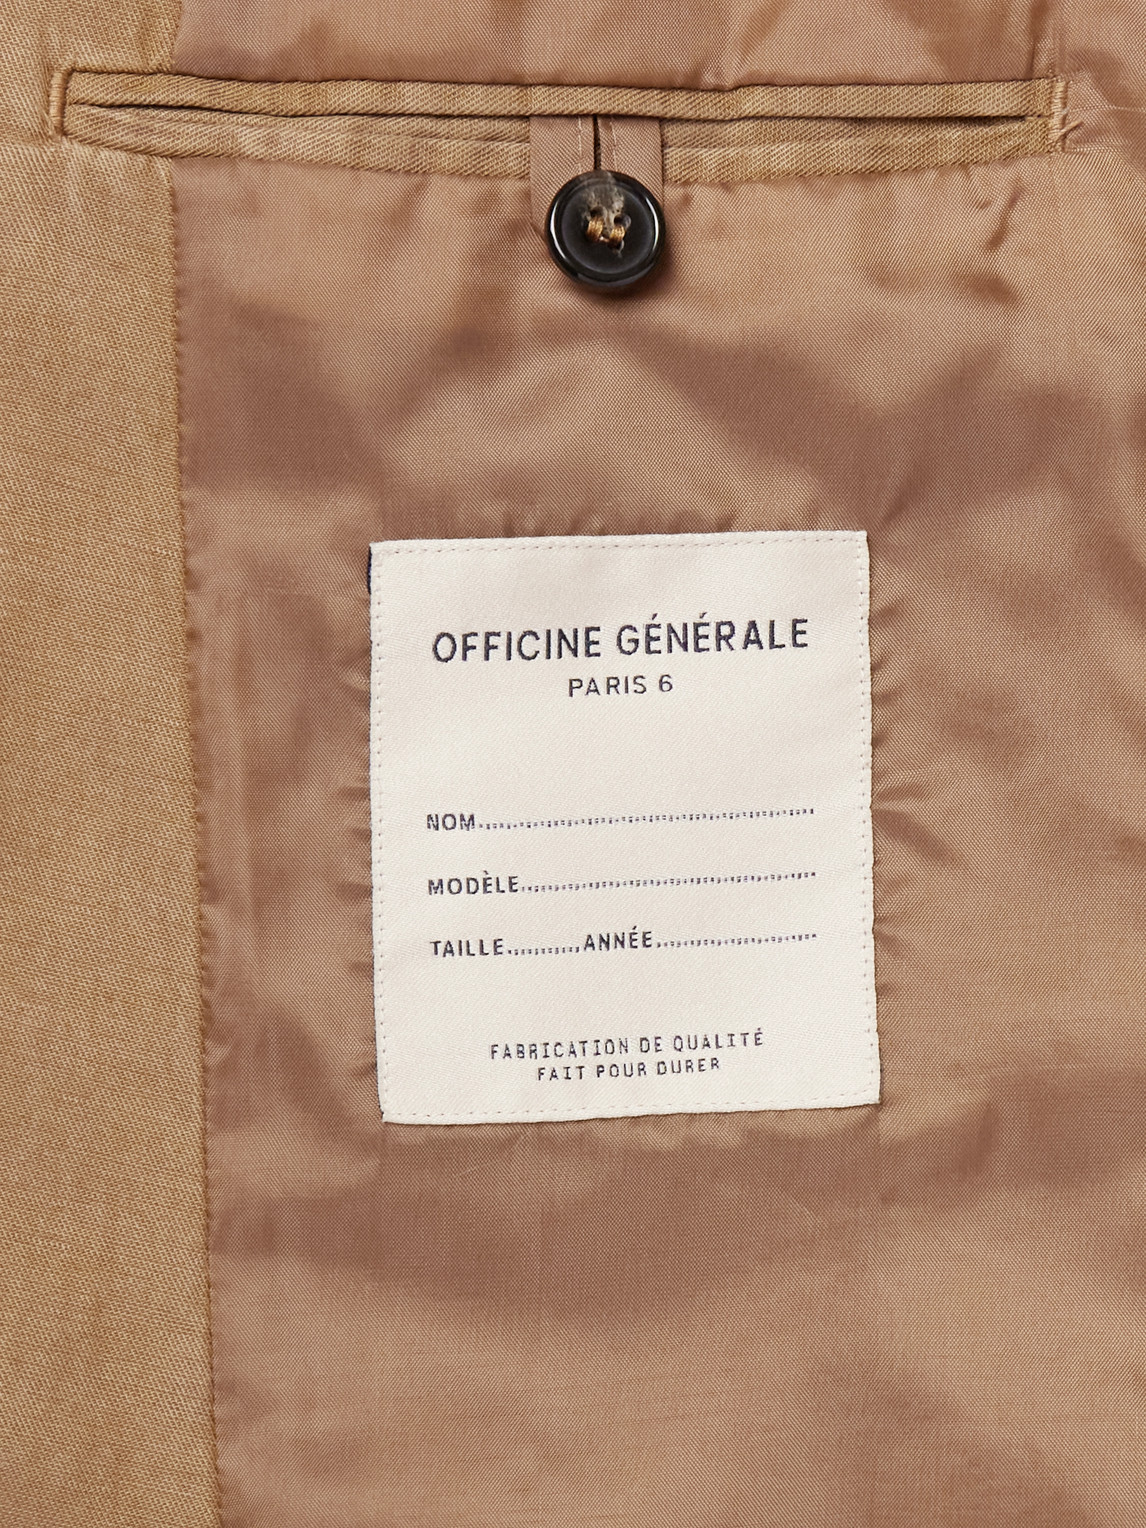 OFFICINE GÉNÉRALE
PARIS 6
NOM..............................
MODÈLE..............................
TAILLE..........ANNÉE....................
FABRICATION DE QUALITÉ
FAIT POUR DURER